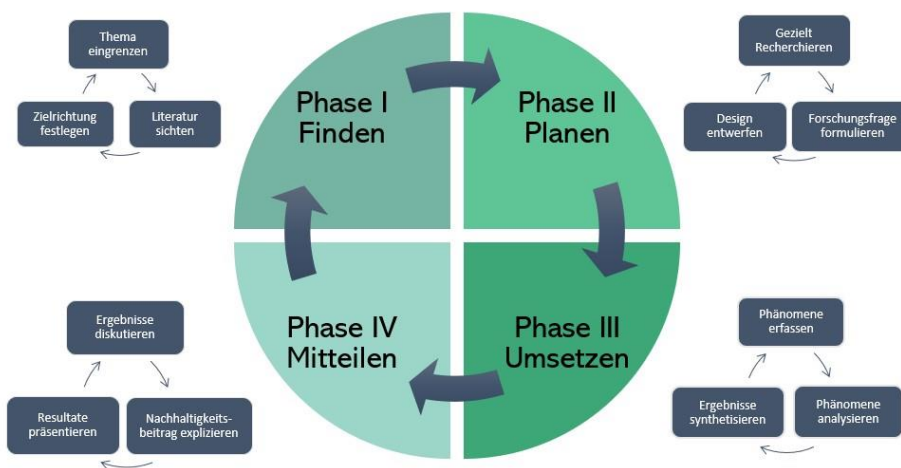 Thema
eingrenzen
Zielrichtung
festlegen
Literatur
sichten
Phase I
Finden
Phase II
Planen
Gezielt
Recherchieren
Design
entwerfen
Forschungsfrage
formulieren
Ergebnisse
diskutieren
Resultate
präsentieren
Nachhaltigkeits-
beitrag explizieren
Phase IV
Mitteilen
Phase III
Umsetzen
Phänomene
erfassen
Ergebnisse
synthetisieren
Phänomene
analysieren